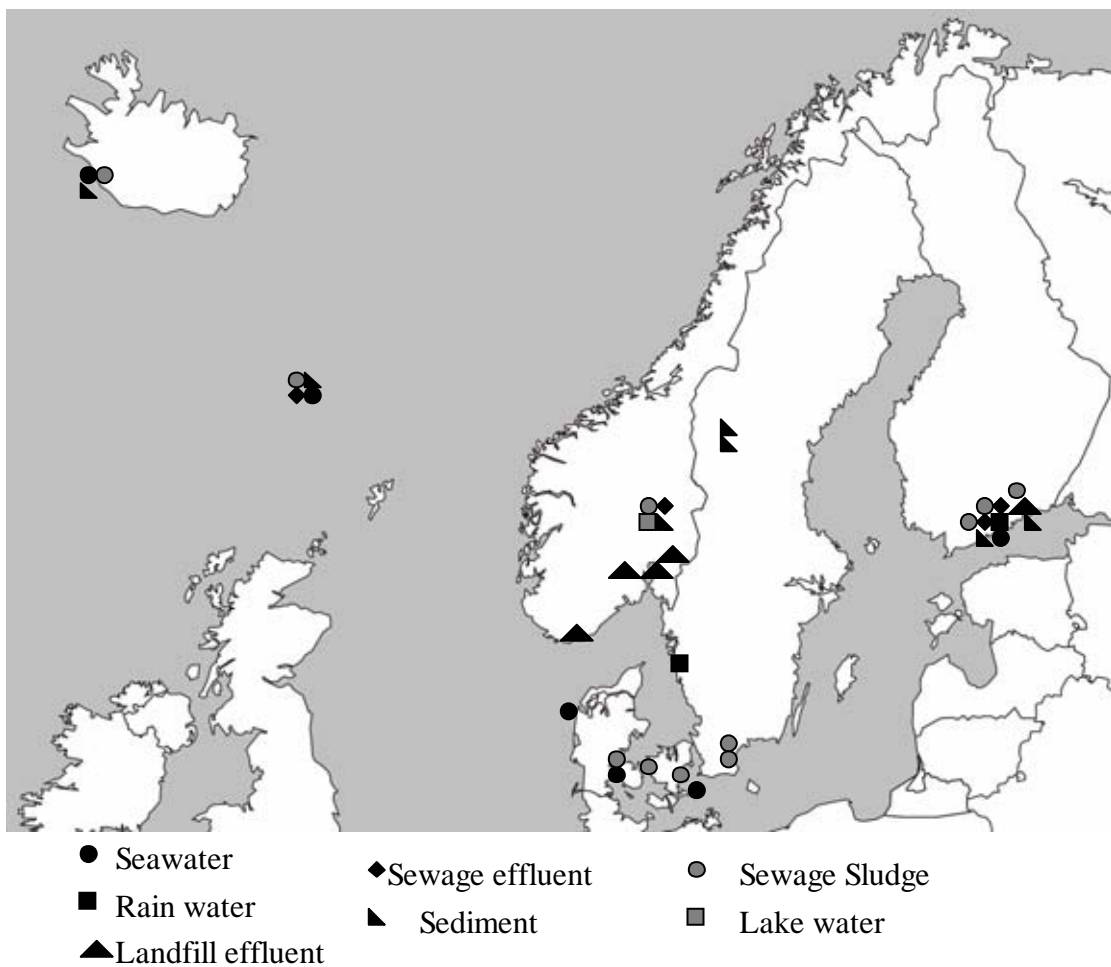 Seawater
Sewage effluent
Sewage Sludge
Rain water
Sediment
Lake water
Landfill effluent